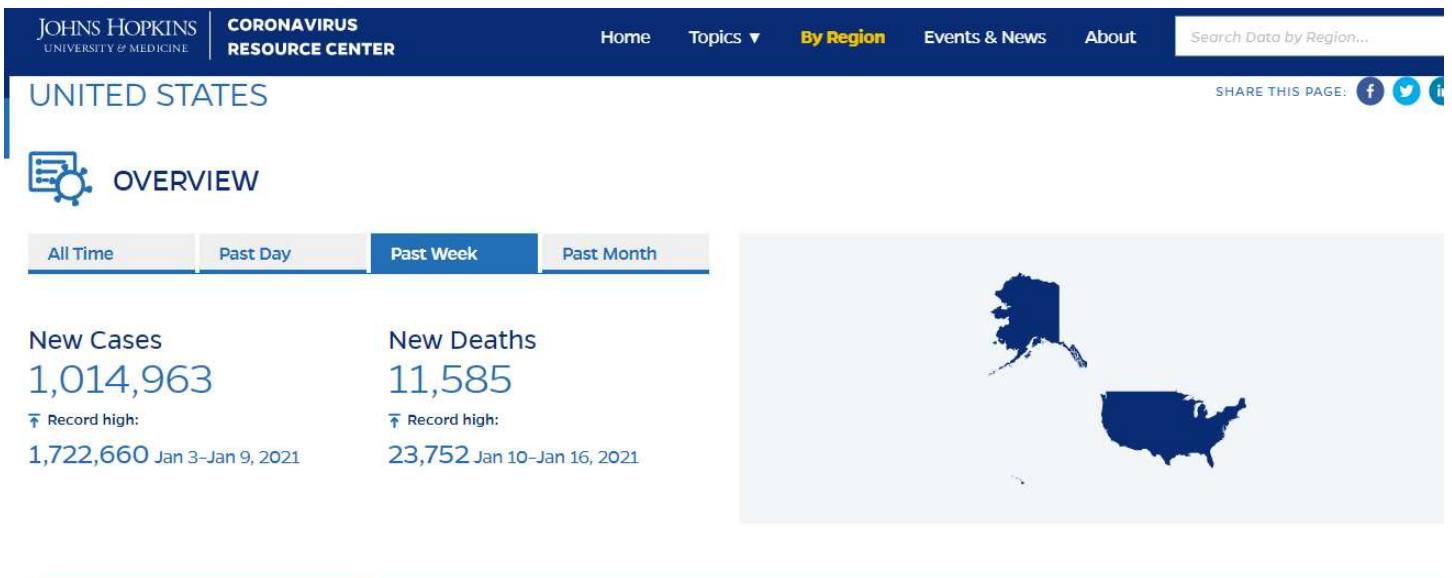 JOHNS HOPKINS
UNIVERSITY & MEDICINE
CORONAVIRUS
RESOURCE CENTER
Home Topics ▼ By Region Events & News About Search Data by Region...
UNITED STATES
SHARE THIS PAGE: f in
OVERVIEW
All Time Past Day Past Week Past Month
New Cases
1,014,963
Record high:
1,722,660 Jan 3-Jan 9, 2021
New Deaths
11,585
Record high:
23,752 Jan 10-Jan 16, 2021